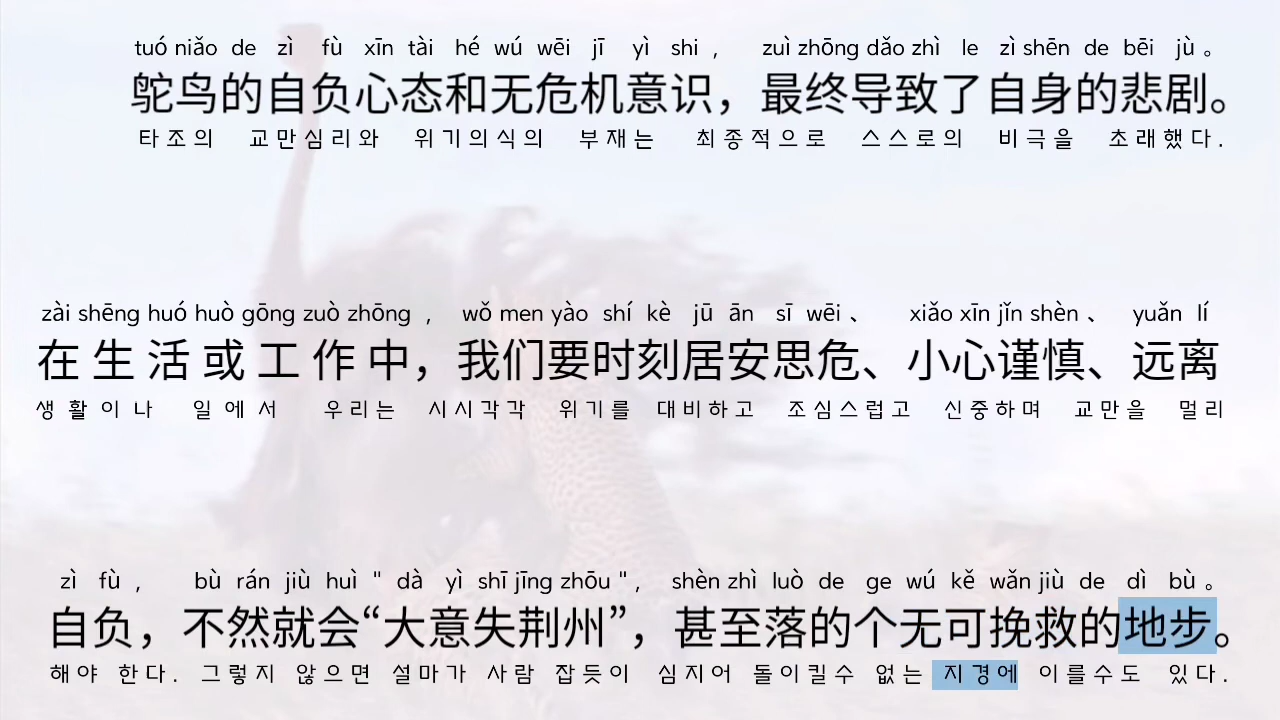 tuó niǎo de zì fù xīn tài hé wú wēi jī yì shi , zuì zhōng dǎo zhì le zì shēn de bēi jù 。
鸵鸟的自负心态和无危机意识，最终导致了自身的悲剧。
타조의 교만심리와 위기의식의 부재는 최종적으로 스스로의 비극을 초래했다.
zài shēng huó huò gōng zuò zhōng , wǒ men yào shí kè jū ān sī wēi 、 xiǎo xīn jǐn shèn 、 yuǎn lí
在生活或工作中，我们要时刻居安思危、小心谨慎、远离
생활이나 일에서 우리는 시시각각 위기를 대비하고 조심스럽고 신중하며 교만을 멀리
zì fù , bù rán jiù huì " dà yì shī jīng zhōu " , shèn zhì luò de ge wú kě wǎn jiù de dì bù 。
自负，不然就会“大意失荆州”，甚至落的个无可挽救的地步。
해야 한다. 그렇지 않으면 설마가 사람 잡듯이 심지어 돌이킬수 없는 지경에 이를수도 있다.